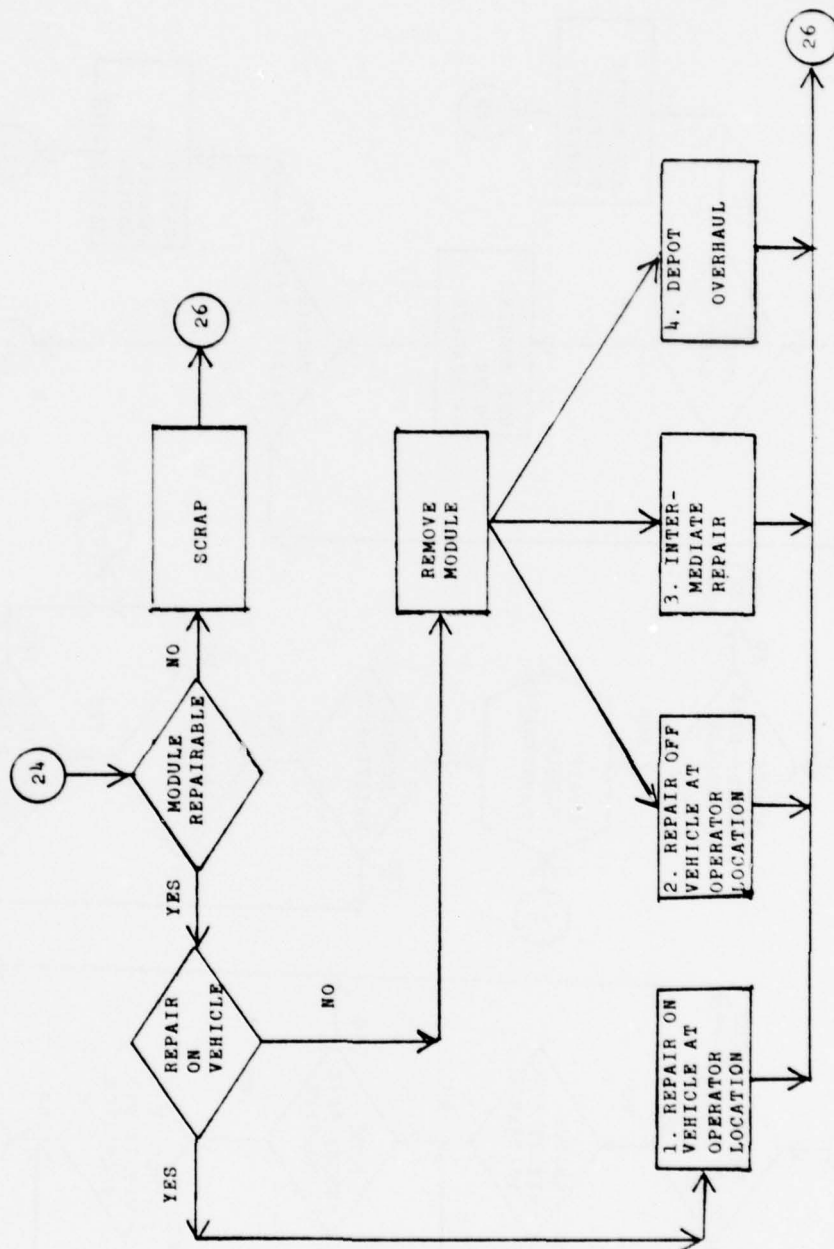 24
MODULE
REPAIRABLE
NO
SCRAP
26
YES
REPAIR
ON
VEHICLE
YES
NO
REMOVE
MODULE
1. REPAIR ON
VEHICLE AT
OPERATOR
LOCATION
2. REPAIR OFF
VEHICLE AT
OPERATOR
LOCATION
3. INTER-
MEDIATE
REPAIR
4. DEPOT
OVERHAUL
26